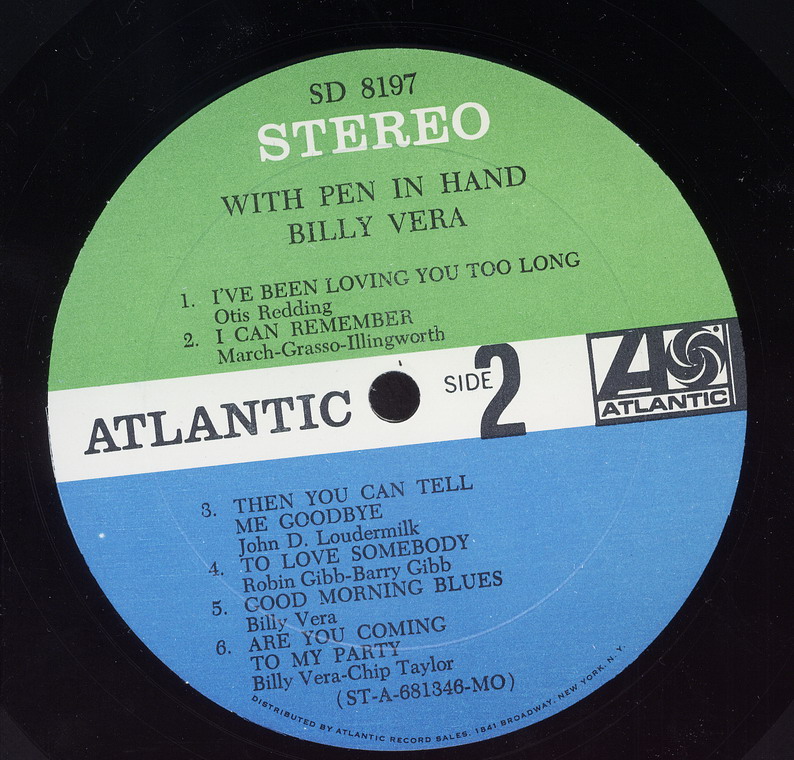 SD 8197
STEREO
WITH PEN IN HAND
BILLY VERA
1. I'VE BEEN LOVING YOU TOO LONG
Otis Redding
2. I CAN REMEMBER
March-Grasso-Illingworth
ATLANTIC
SIDE 2
ATLANTIC
3. THEN YOU CAN TELL
ME GOODBYE
John D. Loudermilk
4. TO LOVE SOMEBODY
Robin Gibb-Barry Gibb
5. GOOD MORNING BLUES
Billy Vera
6. ARE YOU COMING
TO MY PARTY
Billy Vera-Chip Taylor
(ST-A-681346-MO)
DISTRIBUTED BY ATLANTIC RECORD SALES, 1841 BROADWAY, NEW YORK, N.Y.